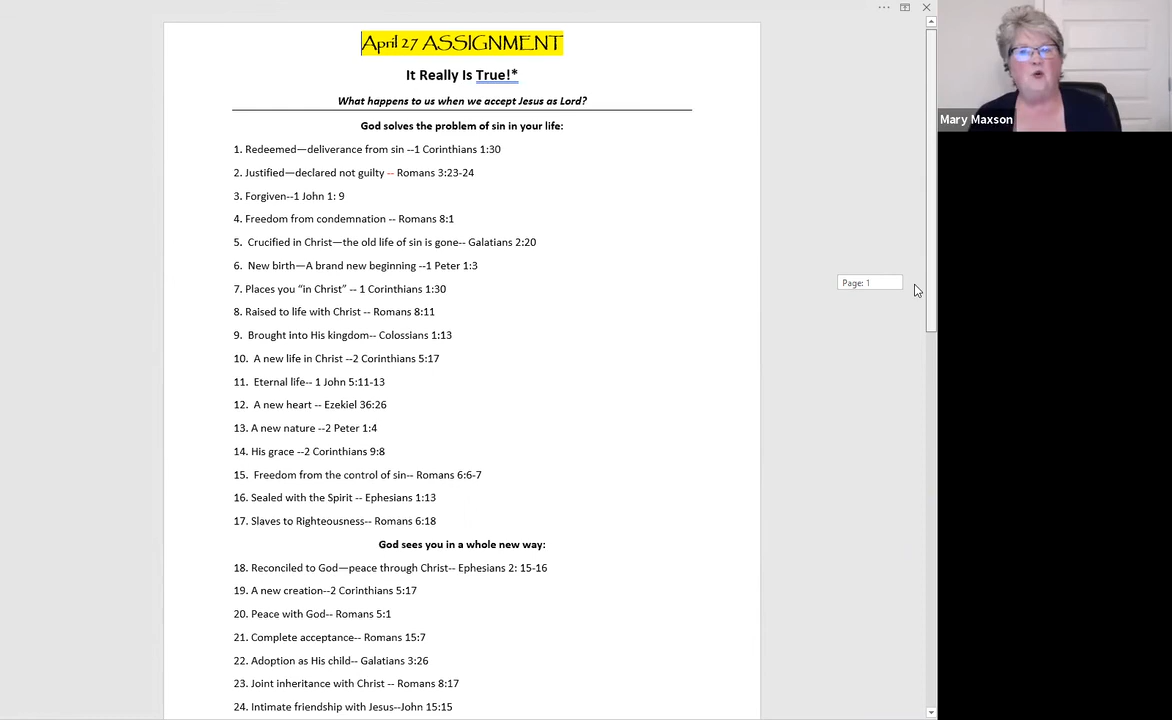 April 27 ASSIGNMENT
It Really Is True!*
What happens to us when we accept Jesus as Lord?
God solves the problem of sin in your life:
1. Redeemed—deliverance from sin --1 Corinthians 1:30
2. Justified—declared not guilty -- Romans 3:23-24
3. Forgiven--1 John 1: 9
4. Freedom from condemnation -- Romans 8:1
5. Crucified in Christ—the old life of sin is gone-- Galatians 2:20
6. New birth—A brand new beginning --1 Peter 1:3
7. Places you “in Christ” -- 1 Corinthians 1:30
8. Raised to life with Christ -- Romans 8:11
9. Brought into His kingdom-- Colossians 1:13
10. A new life in Christ --2 Corinthians 5:17
11. Eternal life-- 1 John 5:11-13
12. A new heart -- Ezekiel 36:26
13. A new nature --2 Peter 1:4
14. His grace --2 Corinthians 9:8
15. Freedom from the control of sin-- Romans 6:6-7
16. Sealed with the Spirit -- Ephesians 1:13
17. Slaves to Righteousness-- Romans 6:18
God sees you in a whole new way:
18. Reconciled to God—peace through Christ-- Ephesians 2: 15-16
19. A new creation--2 Corinthians 5:17
20. Peace with God-- Romans 5:1
21. Complete acceptance-- Romans 15:7
22. Adoption as His child-- Galatians 3:26
23. Joint inheritance with Christ -- Romans 8:17
24. Intimate friendship with Jesus--John 15:15
Page: 1
Mary Maxson